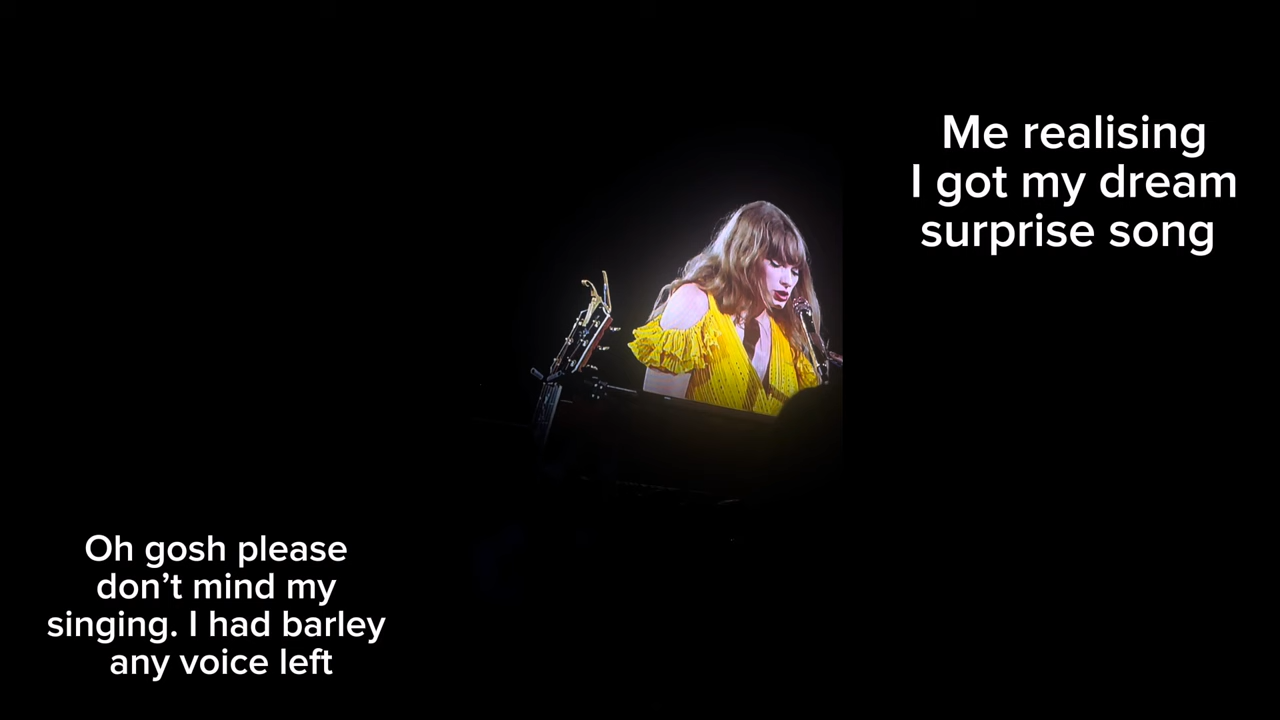 Me realising
I got my dream
surprise song
Oh gosh please
don't mind my
singing. I had barley
any voice left